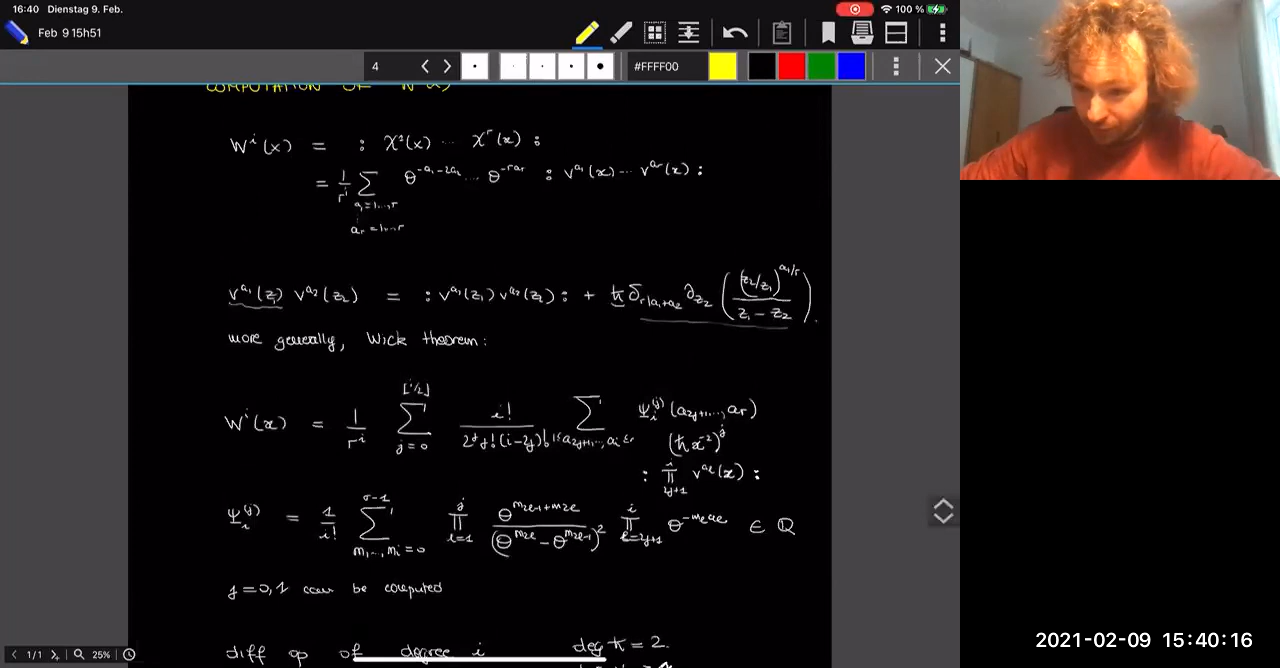 16:40 Dienstag 9. Feb.
100 %
Feb 9 15h51
4
#FFFF00
COMPUTATION OF W^i(x)
W^i(x) = : χ^1(x) ... χ^r(x) :
= 1/r^i Σ_{a_1=1,...,r ⋮ a_r=1,...,r} θ^{-a_1-2a_2} ... θ^{-r a_r} : v^{a_1}(x) ... v^{a_r}(x) :
v^{a_1}(z_1) v^{a_2}(z_2) = : v^{a_1}(z_1) v^{a_2}(z_2) : + ħ δ_{r|a_1+a_2} ∂_{z_2} ( (z_2/z_1)^{a_1/r} / (z_1 - z_2) ).
more generally, Wick theorem:
W^i(x) = 1/r^i Σ_{j=0}^{[i/2]} i!/(2^j j! (i-2j)!) Σ_{1≤a_{2j+1},...,a_i≤r} Ψ_i^{(j)}(a_{2j+1},...,a_r)
(ħ x^{-2})^j
: ∏_{2j+1}^{i} v^{a_ℓ}(x) :
Ψ_i^{(j)} = 1/i! Σ_{m_1,...,m_i=0}^{r-1} ∏_{ℓ=1}^{j} θ^{m_{2ℓ-1}+m_{2ℓ}} / (θ^{m_{2ℓ}} - θ^{m_{2ℓ-1}})^2 ∏_{ℓ=2j+1}^{i} θ^{-m_ℓ a_ℓ} ∈ ℚ
j=0,1 can be computed
diff op of degree i deg ħ = 2
1/1 25%
2021-02-09 15:40:16